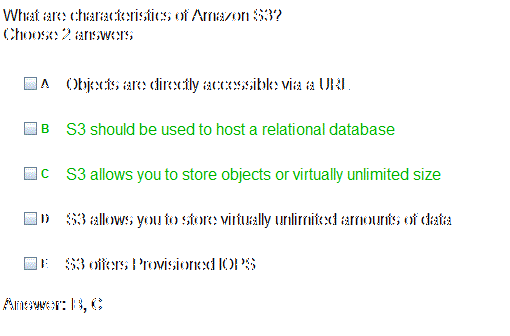 What are characteristics of Amazon S3?
Choose 2 answers
A Objects are directly accessible via a URL
B S3 should be used to host a relational database
C S3 allows you to store objects or virtually unlimited size
D S3 allows you to store virtually unlimited amounts of data
E S3 offers Provisioned IOPS
Answer: B, C